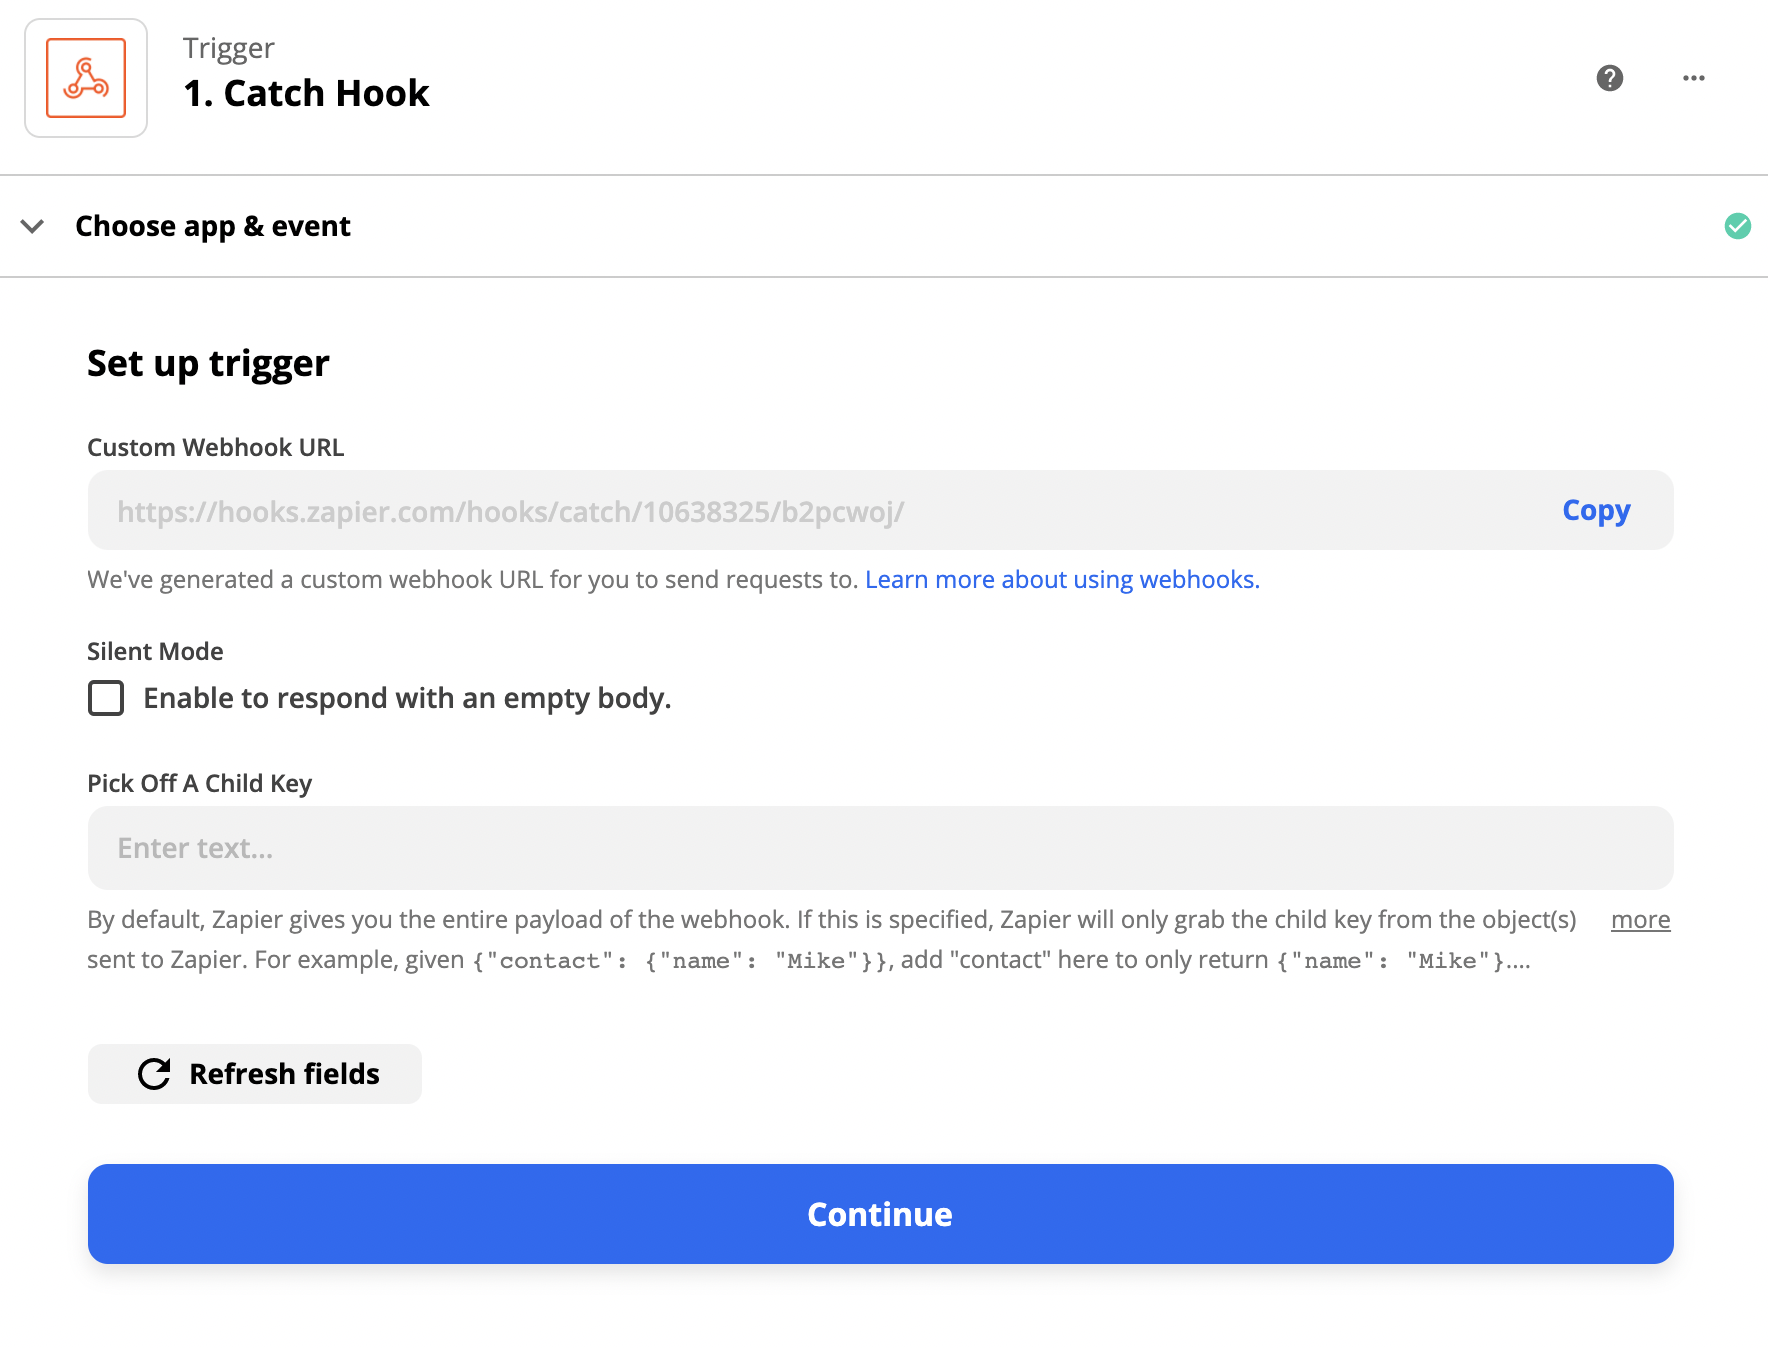 Trigger
1. Catch Hook
Choose app & event
Set up trigger
Custom Webhook URL
https://hooks.zapier.com/hooks/catch/10638325/b2pcwoj/
Copy
We've generated a custom webhook URL for you to send requests to. Learn more about using webhooks.
Silent Mode
Enable to respond with an empty body.
Pick Off A Child Key
Enter text...
By default, Zapier gives you the entire payload of the webhook. If this is specified, Zapier will only grab the child key from the object(s) more
sent to Zapier. For example, given {"contact": {"name": "Mike"}}, add "contact" here to only return {"name": "Mike"}....
Refresh fields
Continue